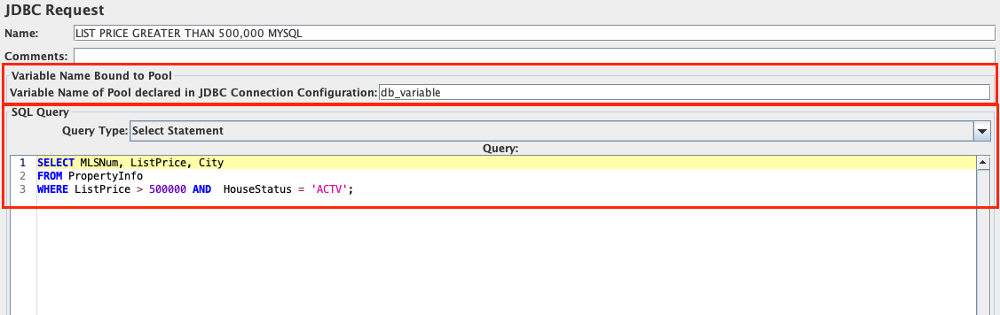 JDBC Request
Name: LIST PRICE GREATER THAN 500,000 MYSQL
Comments:
Variable Name Bound to Pool
Variable Name of Pool declared in JDBC Connection Configuration: db_variable
SQL Query
Query Type: Select Statement
Query:
1 SELECT MLSNum, ListPrice, City
2 FROM PropertyInfo
3 WHERE ListPrice > 500000 AND  HouseStatus = 'ACTV';